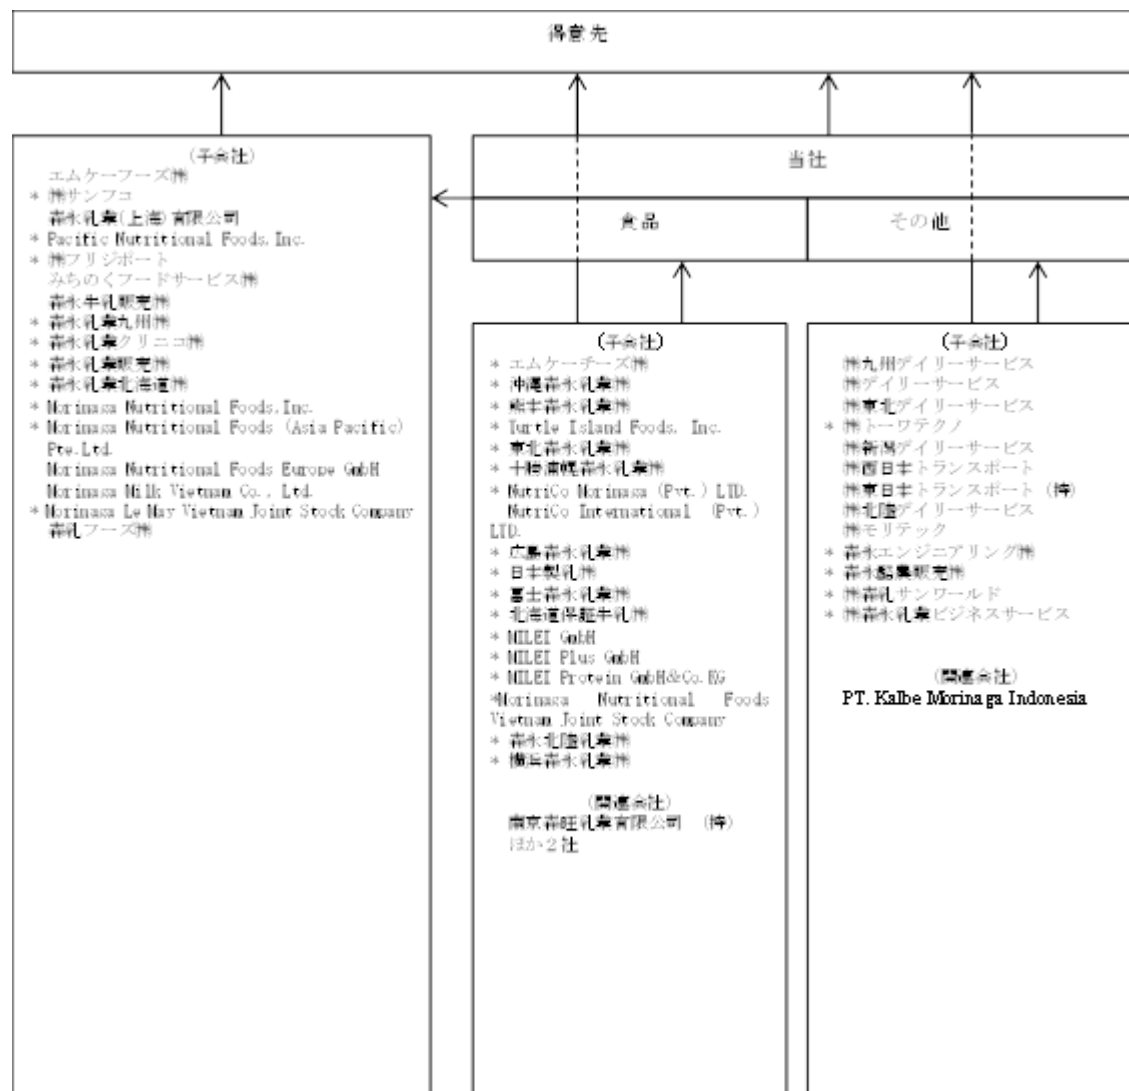 得意先
(子会社)
エムケーフーズ㈱
* ㈱サンフコ
森永乳業(上海)有限公司
* Pacific Nutritional Foods,Inc.
* ㈱フリジポート
みちのくフードサービス㈱
森永牛乳販売㈱
* 森永乳業九州㈱
* 森永乳業クリニコ㈱
* 森永乳業販売㈱
* 森永乳業北海道㈱
* Morinaga Nutritional Foods,Inc.
* Morinaga Nutritional Foods (Asia Pacific)
Pte.Ltd.
Morinaga Nutritional Foods Europe GmbH
Morinaga Milk Vietnam Co., Ltd.
* Morinaga Le May Vietnam Joint Stock Company
森乳フーズ㈱
当社
食品
その他
(子会社)
* エムケーチーズ㈱
* 沖縄森永乳業㈱
* 熊本森永乳業㈱
* Turtle Island Foods, Inc.
* 東北森永乳業㈱
* 十勝浦幌森永乳業㈱
* NutriCo Morinaga (Pvt.) LTD.
NutriCo International (Pvt.)
LTD.
* 広島森永乳業㈱
* 日本製乳㈱
* 冨士森永乳業㈱
* 北海道保証牛乳㈱
* MILEI GmbH
* MILEI Plus GmbH
* MILEI Protein GmbH&Co.KG
*Morinaga Nutritional Foods
Vietnam Joint Stock Company
* 森永北陸乳業㈱
* 横浜森永乳業㈱
(関連会社)
南京森旺乳業有限公司 (持)
ほか2社
(子会社)
㈱九州デイリーサービス
㈱デイリーサービス
㈱東北デイリーサービス
* ㈱トーワテクノ
㈱新潟デイリーサービス
㈱西日本トランスポート
㈱東日本トランスポート (持)
㈱北陸デイリーサービス
㈱モリテック
* 森永エンジニアリング㈱
* 森永酪農販売㈱
* ㈱森乳サンワールド
* ㈱森永乳業ビジネスサービス
(関連会社)
PT. Kalbe Morinaga Indonesia